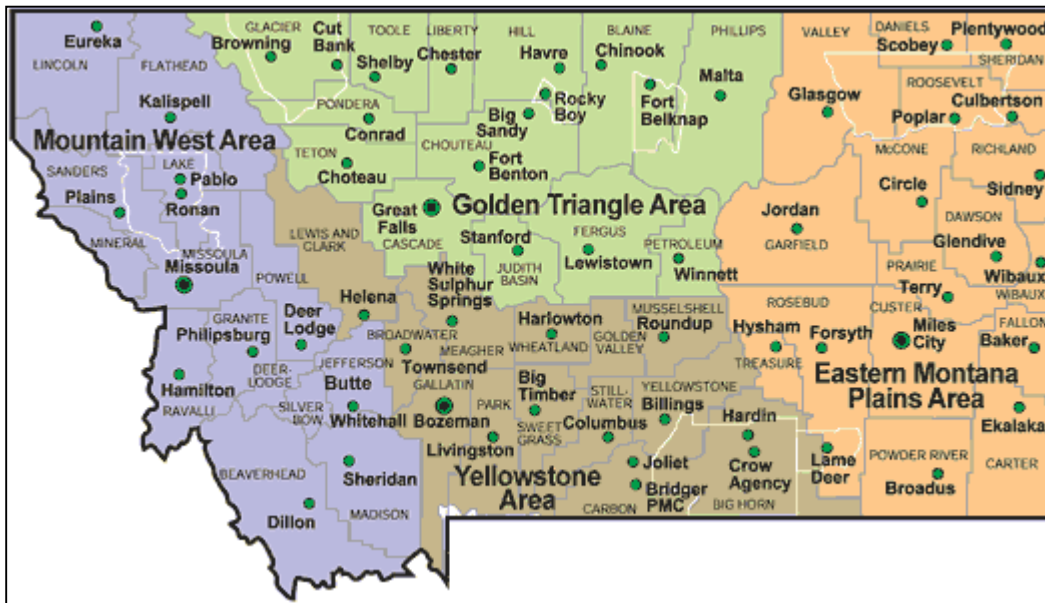 Eureka
LINCOLN
FLATHEAD
Kalispell
Mountain West Area
SANDERS
LAKE
Pablo
Plains
Ronan
MINERAL
MISSOULA
Missoula
POWELL
GRANITE
Philipsburg
Deer
Lodge
DEER-
LODGE
Hamilton
RAVALLI
SILVER
BOW
JEFFERSON
Butte
Whitehall
BEAVERHEAD
Sheridan
Dillon
MADISON
GLACIER
Browning
Cut
Bank
TOOLE
Shelby
LIBERTY
Chester
HILL
Havre
BLAINE
Chinook
PHILLIPS
Malta
Rocky
Boy
Fort
Belknap
PONDERA
Conrad
Big
Sandy
TETON
Choteau
CHOUTEAU
Fort
Benton
Great
Falls
CASCADE
Golden Triangle Area
Stanford
JUDITH
BASIN
FERGUS
Lewistown
PETROLEUM
Winnett
LEWIS AND
CLARK
Helena
White
Sulphur
Springs
BROADWATER
Townsend
MEAGHER
Harlowton
WHEATLAND
GOLDEN
VALLEY
MUSSELSHELL
Roundup
GALLATIN
Bozeman
PARK
Livingston
Big
Timber
SWEET
GRASS
STILL-
WATER
Columbus
YELLOWSTONE
Billings
Hardin
Yellowstone
Area
Joliet
Bridger
PMC
CARBON
Crow
Agency
BIG HORN
VALLEY
Glasgow
DANIELS
Scobey
Plentywood
SHERIDAN
ROOSEVELT
Poplar
Culbertson
McCONE
Circle
RICHLAND
Sidney
Jordan
GARFIELD
DAWSON
Glendive
PRAIRIE
Terry
Wibaux
WIBAUX
ROSEBUD
Hysham
TREASURE
Forsyth
CUSTER
Miles
City
FALLON
Baker
Eastern Montana
Plains Area
Ekalaka
Lame
Deer
POWDER RIVER
Broadus
CARTER